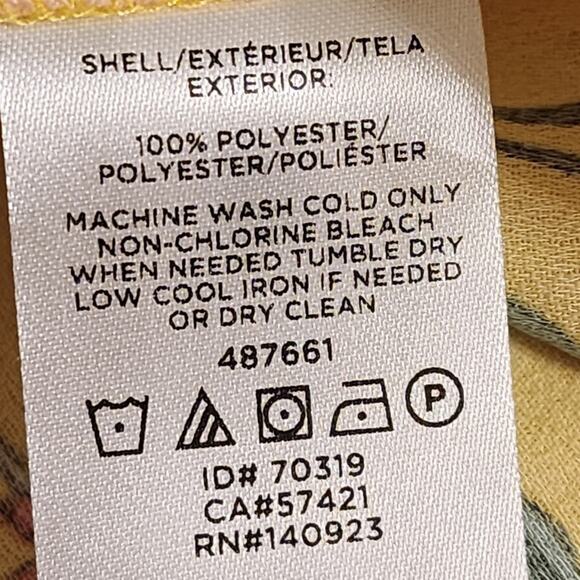 SHELL/EXTÉRIEUR/TELA
EXTERIOR:
100% POLYESTER/
POLYESTER/POLIÉSTER
MACHINE WASH COLD ONLY
NON-CHLORINE BLEACH
WHEN NEEDED TUMBLE DRY
LOW COOL IRON IF NEEDED
OR DRY CLEAN
487661
P
ID# 70319
CA#57421
RN#140923